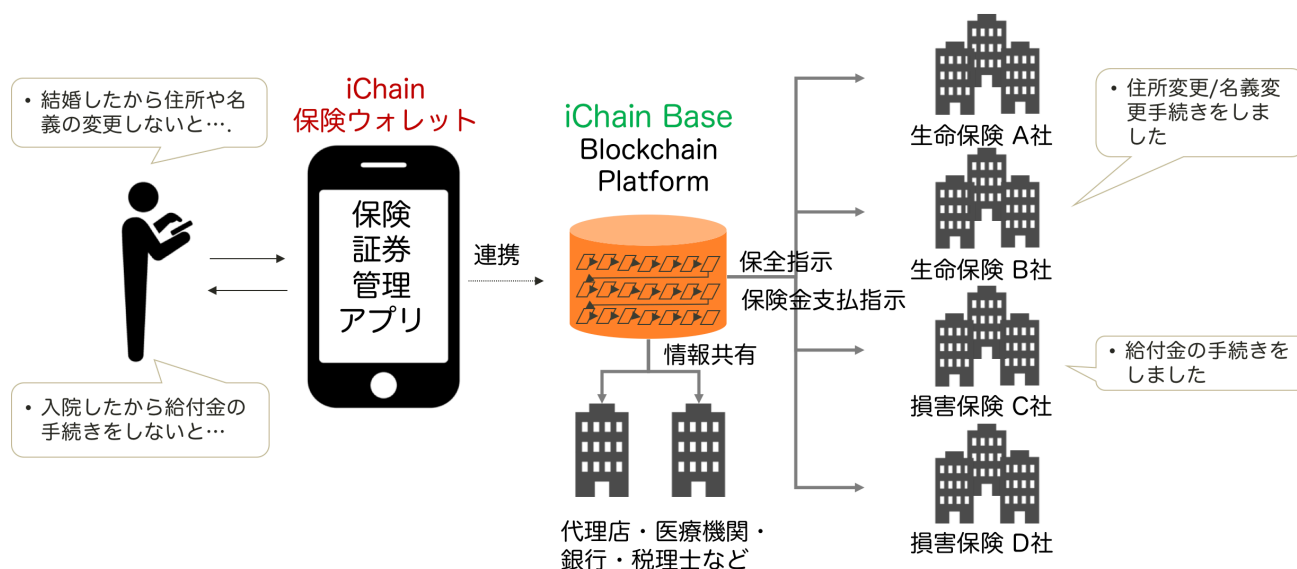 • 結婚したから住所や名
義の変更しないと….
iChain
保険ウォレット
保険
証券
管理
アプリ
• 入院したから給付金の
手続きをしないと…
連携
iChain Base
Blockchain
Platform
保全指示
保険金支払指示
情報共有
代理店・医療機関・
銀行・税理士など
生命保険 A社
生命保険 B社
損害保険 C社
損害保険 D社
• 住所変更/名義変
更手続きをしま
した
• 給付金の手続きを
しました